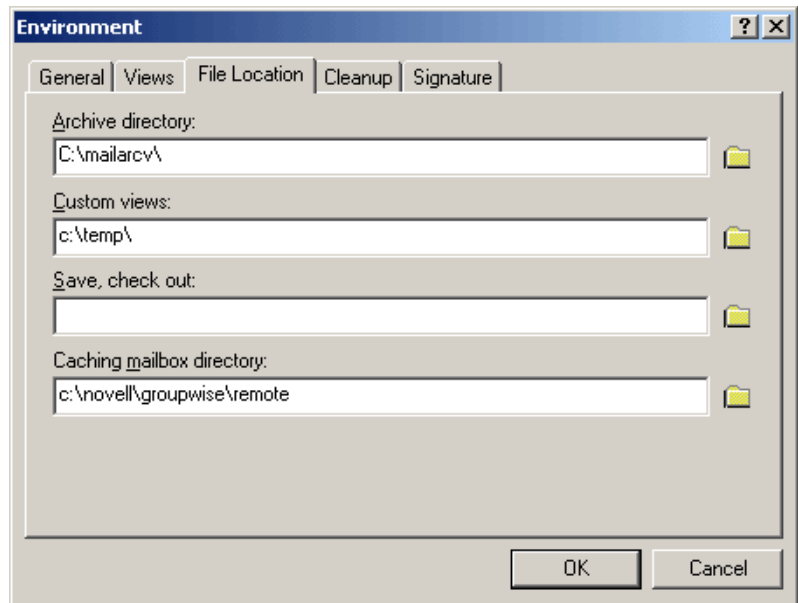 Environment
General Views File Location Cleanup Signature
Archive directory:
C:\mailarcv\
Custom views:
c:\temp\
Save, check out:
Caching mailbox directory:
c:\novell\groupwise\remote
OK Cancel